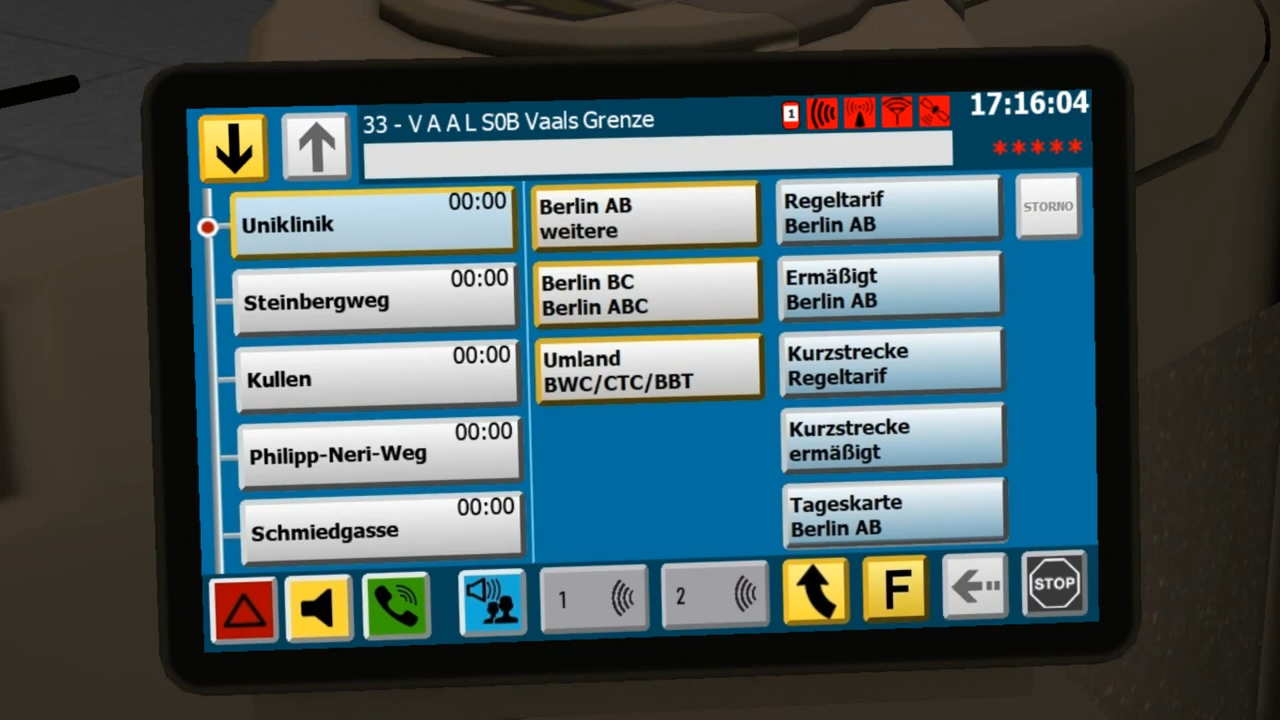 33 - V A A L S0B Vaals Grenze
1
17:16:04
*****
Uniklinik 00:00
Steinbergweg 00:00
Kullen 00:00
Philipp-Neri-Weg 00:00
Schmiedgasse 00:00
Berlin AB
weitere
Berlin BC
Berlin ABC
Umland
BWC/CTC/BBT
Regeltarif
Berlin AB
Ermäßigt
Berlin AB
Kurzstrecke
Regeltarif
Kurzstrecke
ermäßigt
Tageskarte
Berlin AB
STORNO
1
2
F
STOP